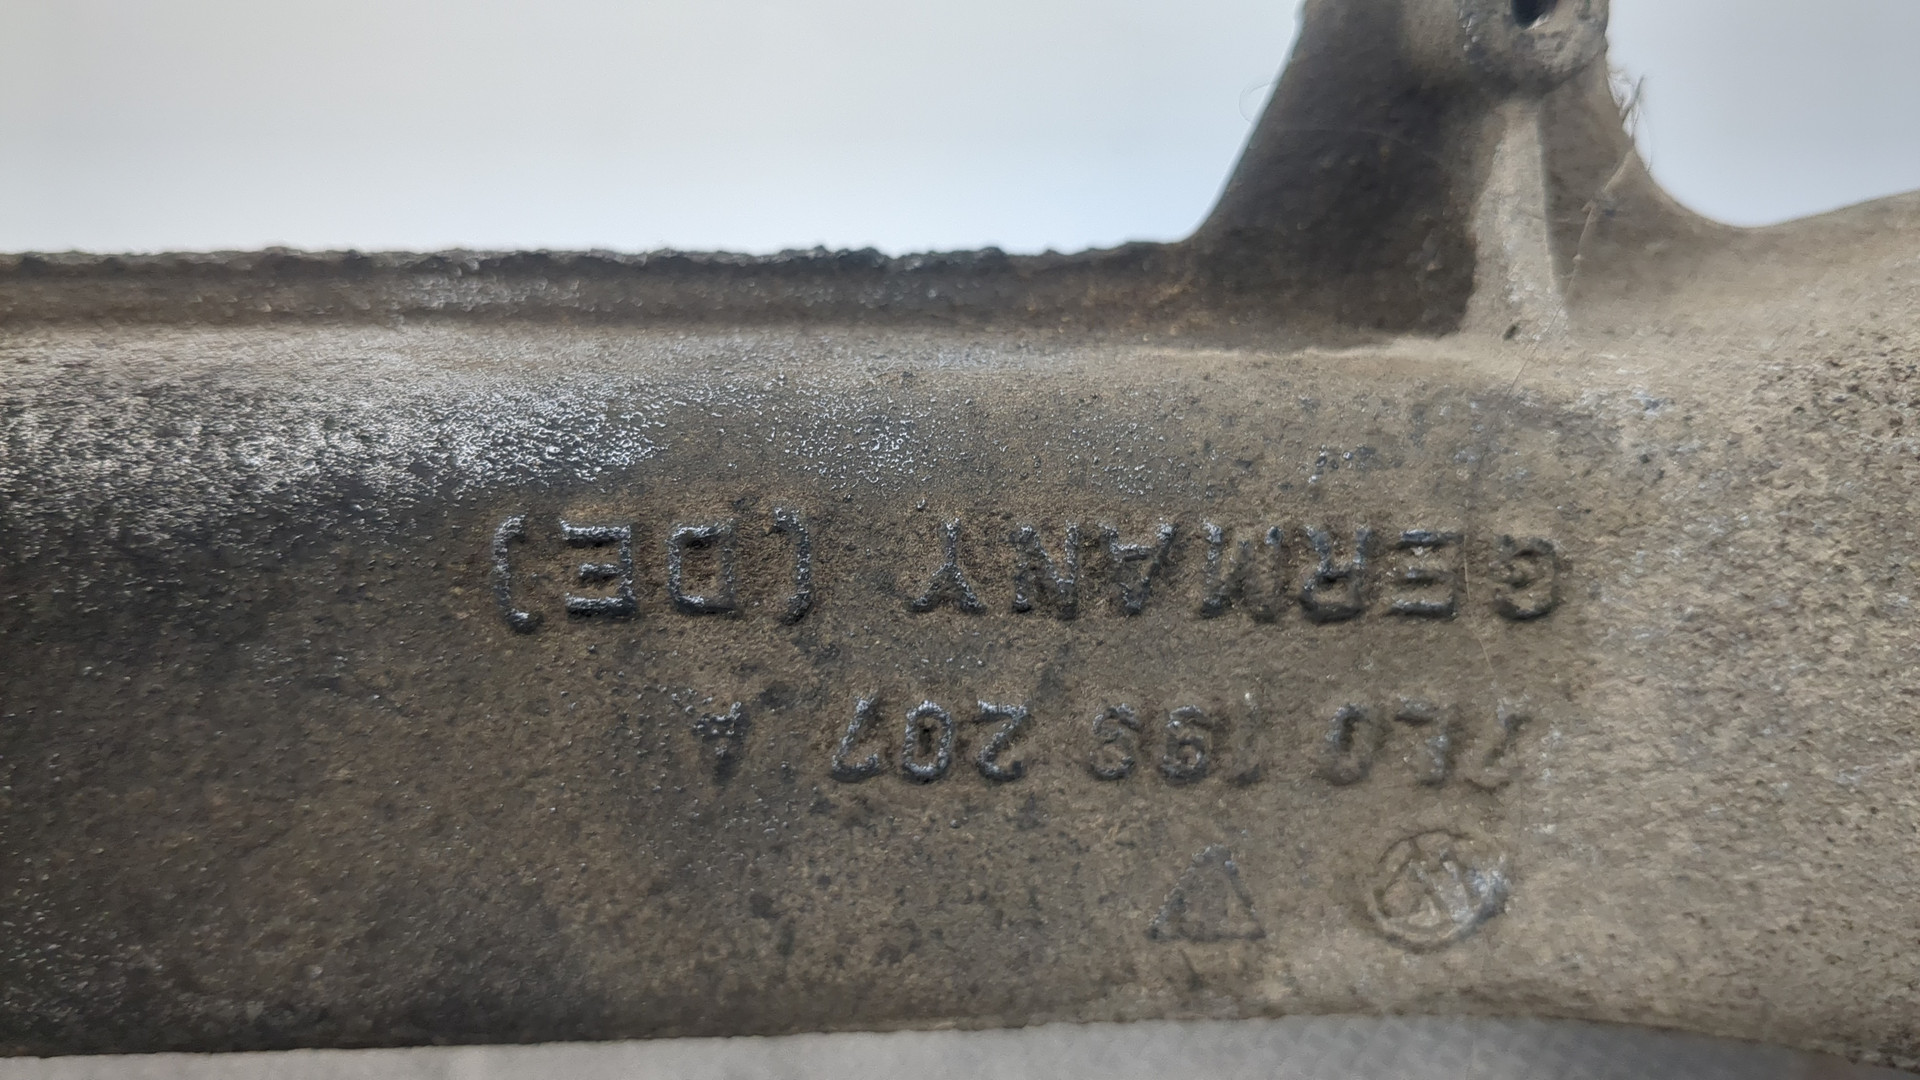 7L0 199 207 A
GERMANY (DE)